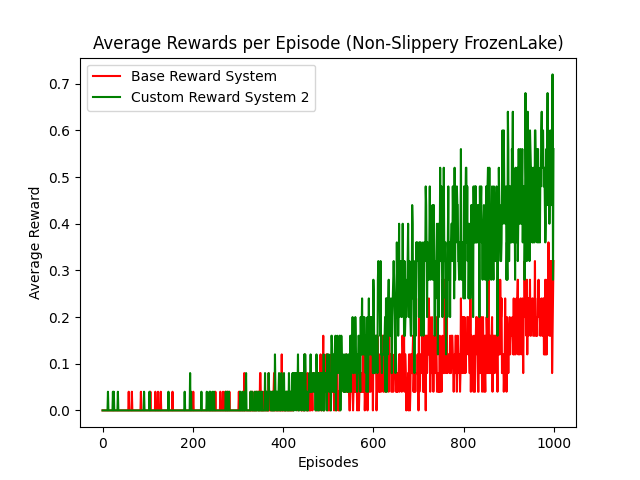 Average Rewards per Episode (Non-Slippery FrozenLake)
Base Reward System
Custom Reward System 2
Average Reward
0.7
0.6
0.5
0.4
0.3
0.2
0.1
0.0
0 200 400 600 800 1000
Episodes